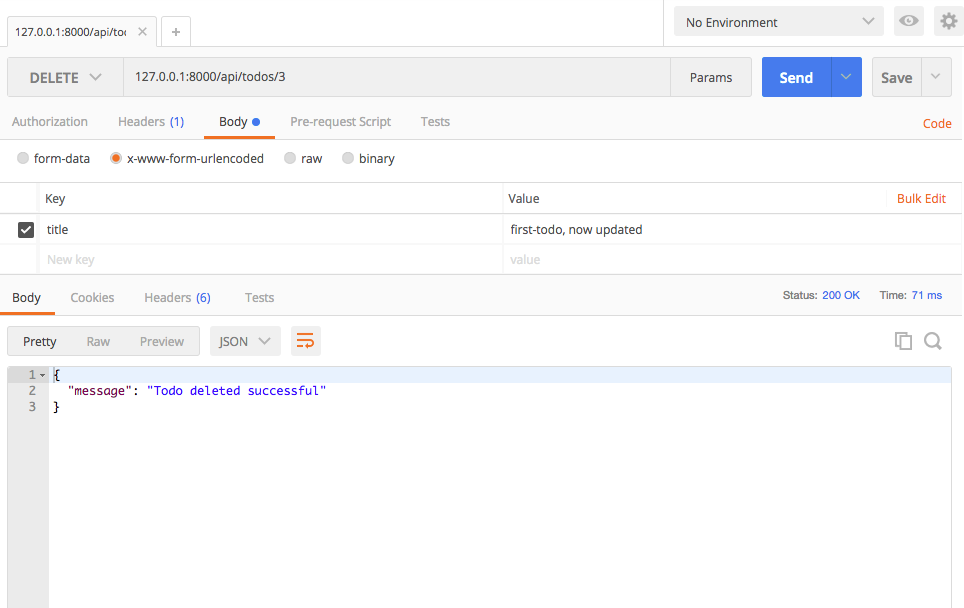 127.0.0.1:8000/api/tod
No Environment
DELETE 127.0.0.1:8000/api/todos/3 Params Send Save
Authorization Headers (1) Body Pre-request Script Tests Code
form-data x-www-form-urlencoded raw binary
Key Value Bulk Edit
title first-todo, now updated
New key value
Body Cookies Headers (6) Tests Status: 200 OK Time: 71 ms
Pretty Raw Preview JSON
1 {
2 "message": "Todo deleted successful"
3 }